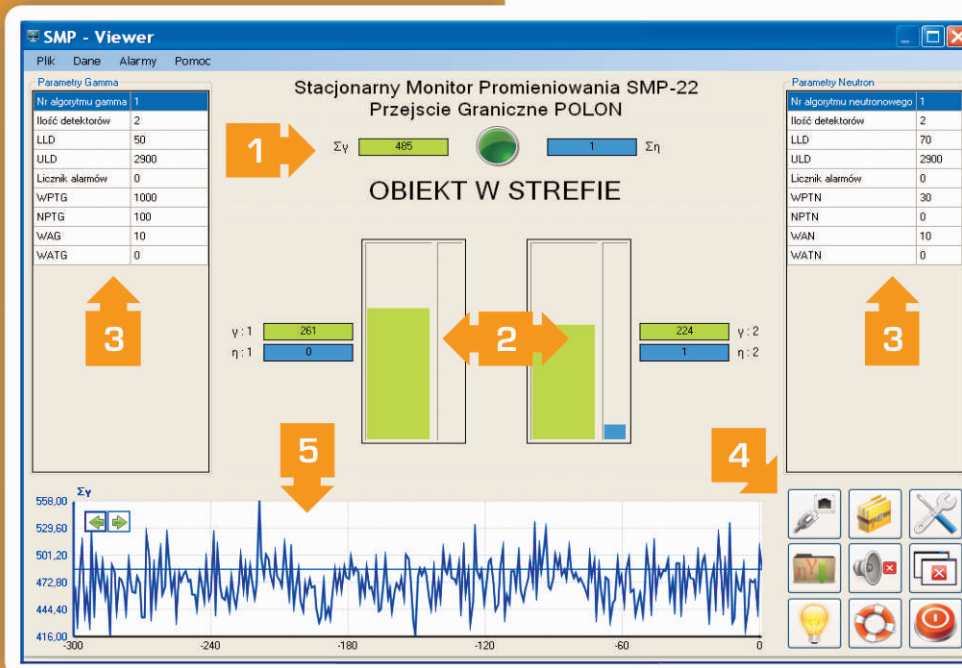 SMP - Viewer
Plik Dane Alarmy Pomoc
Parametry Gamma
Nr algorytmu gamma 1
Ilość detektorów 2
LLD 50
ULD 2900
Licznik alarmów 0
WPTG 1000
NPTG 100
WAG 10
WATG 0
3
Stacjonarny Monitor Promieniowania SMP-22
Przejscie Graniczne POLON
1
Σγ 485 1 Ση
OBIEKT W STREFIE
γ : 1 261
η : 1 0
2
224 γ : 2
1 η : 2
Parametry Neutron
Nr algorytmu neutronowego 1
Ilość detektorów 2
LLD 70
ULD 2900
Licznik alarmów 0
WPTN 30
NPTN 0
WAN 10
WATN 0
3
5
4
Σγ
558,00
529,60
501,20
472,80
444,40
416,00
-300 -240 -180 -120 -60 0
nγ